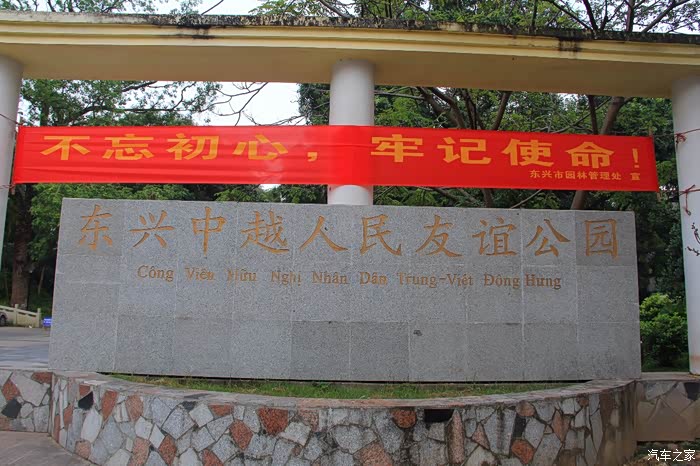 不忘初心，牢记使命！
东兴市园林管理处 宣
东兴中越人民友谊公园
Công Viên Hữu Nghị Nhân Dân Trung-Việt Đông Hưng
汽车之家